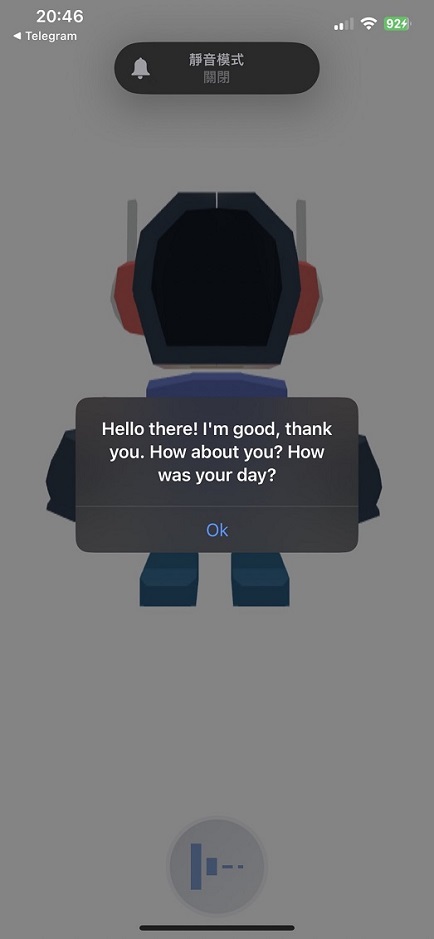 20:46
92
◀ Telegram
靜音模式
關閉
Hello there! I'm good, thank
you. How about you? How
was your day?
Ok